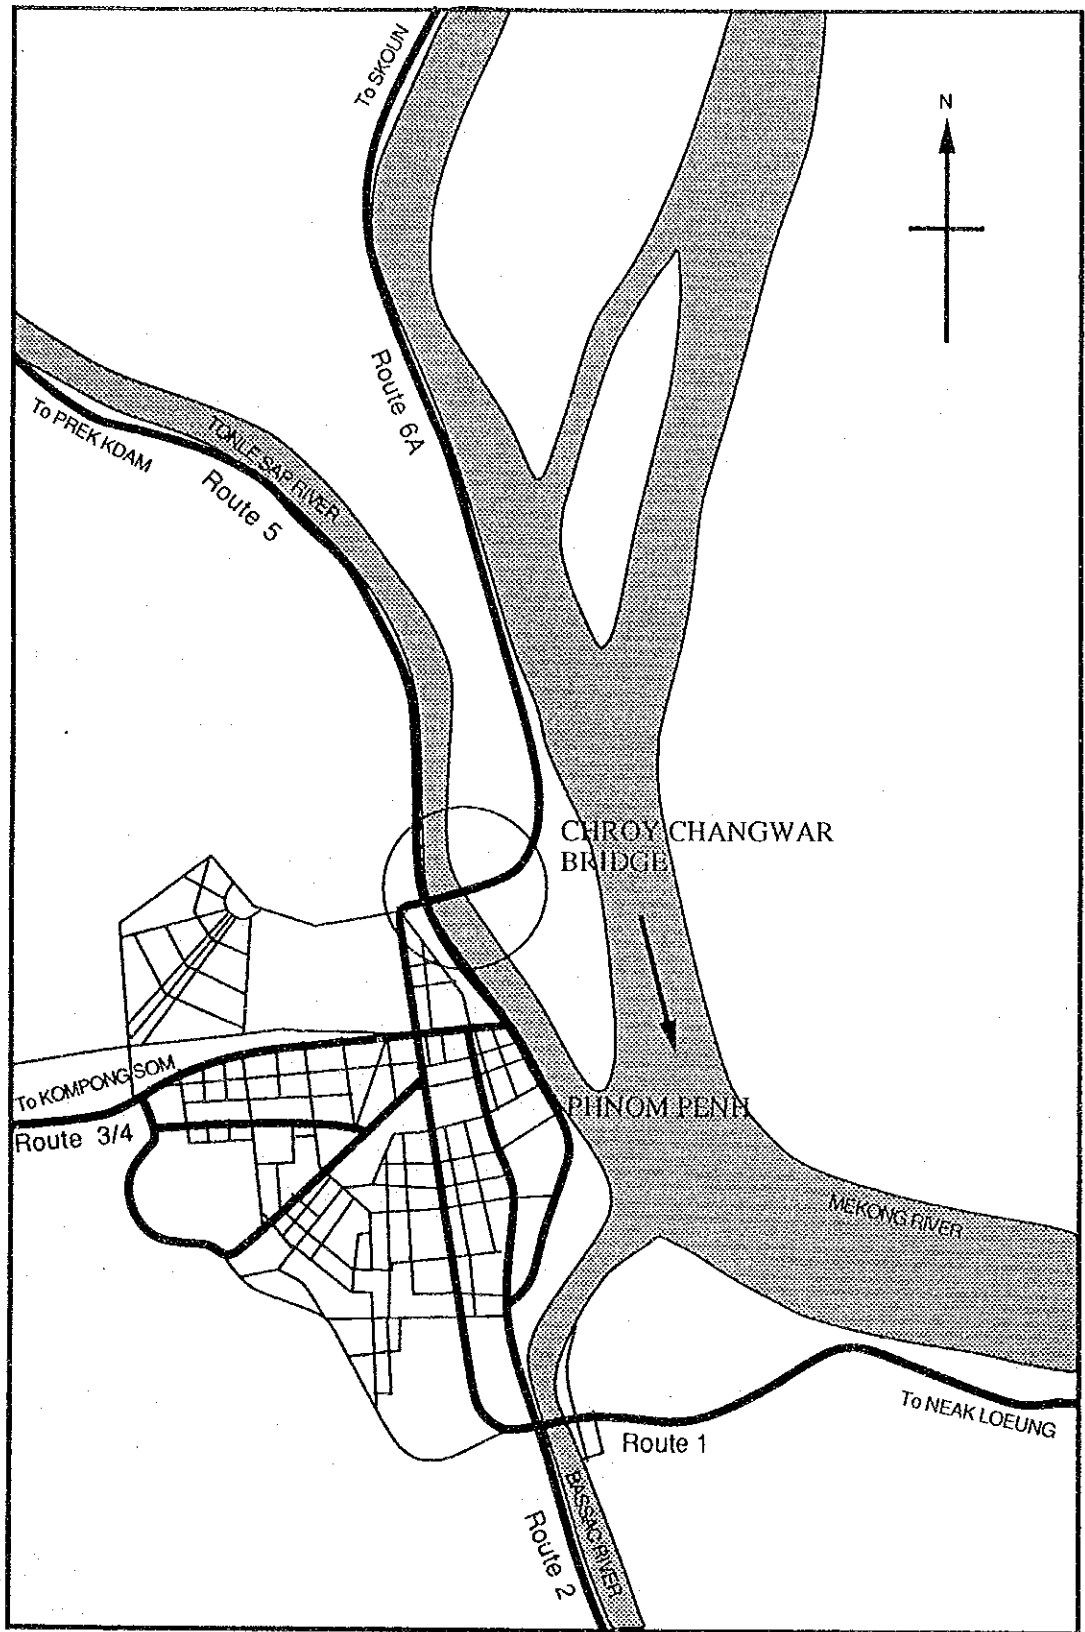 To SKOUN
N
Route 6A
To PREK KDAM
TONLE SAP RIVER
Route 5
CHROY CHANGWAR
BRIDGE
To KOMPONG SOM
Route 3/4
PHNOM PENH
MEKONG RIVER
To NEAK LOEUNG
Route 1
BASSAC RIVER
Route 2